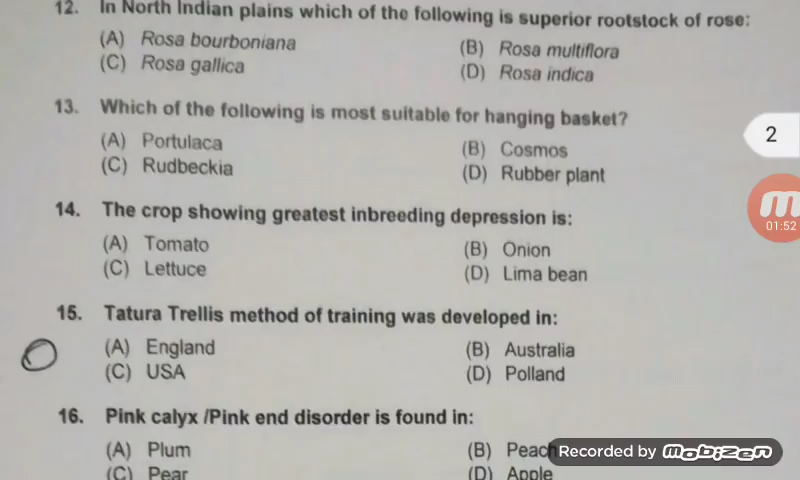 12. In North Indian plains which of the following is superior rootstock of rose:
(A) Rosa bourboniana (B) Rosa multiflora
(C) Rosa gallica (D) Rosa indica
13. Which of the following is most suitable for hanging basket?
(A) Portulaca (B) Cosmos
(C) Rudbeckia (D) Rubber plant
2
14. The crop showing greatest inbreeding depression is:
(A) Tomato (B) Onion
(C) Lettuce (D) Lima bean
01:52
15. Tatura Trellis method of training was developed in:
(A) England (B) Australia
(C) USA (D) Polland
16. Pink calyx /Pink end disorder is found in:
(A) Plum (B) Peach
(C) Pear (D) Apple
Recorded by mobizen